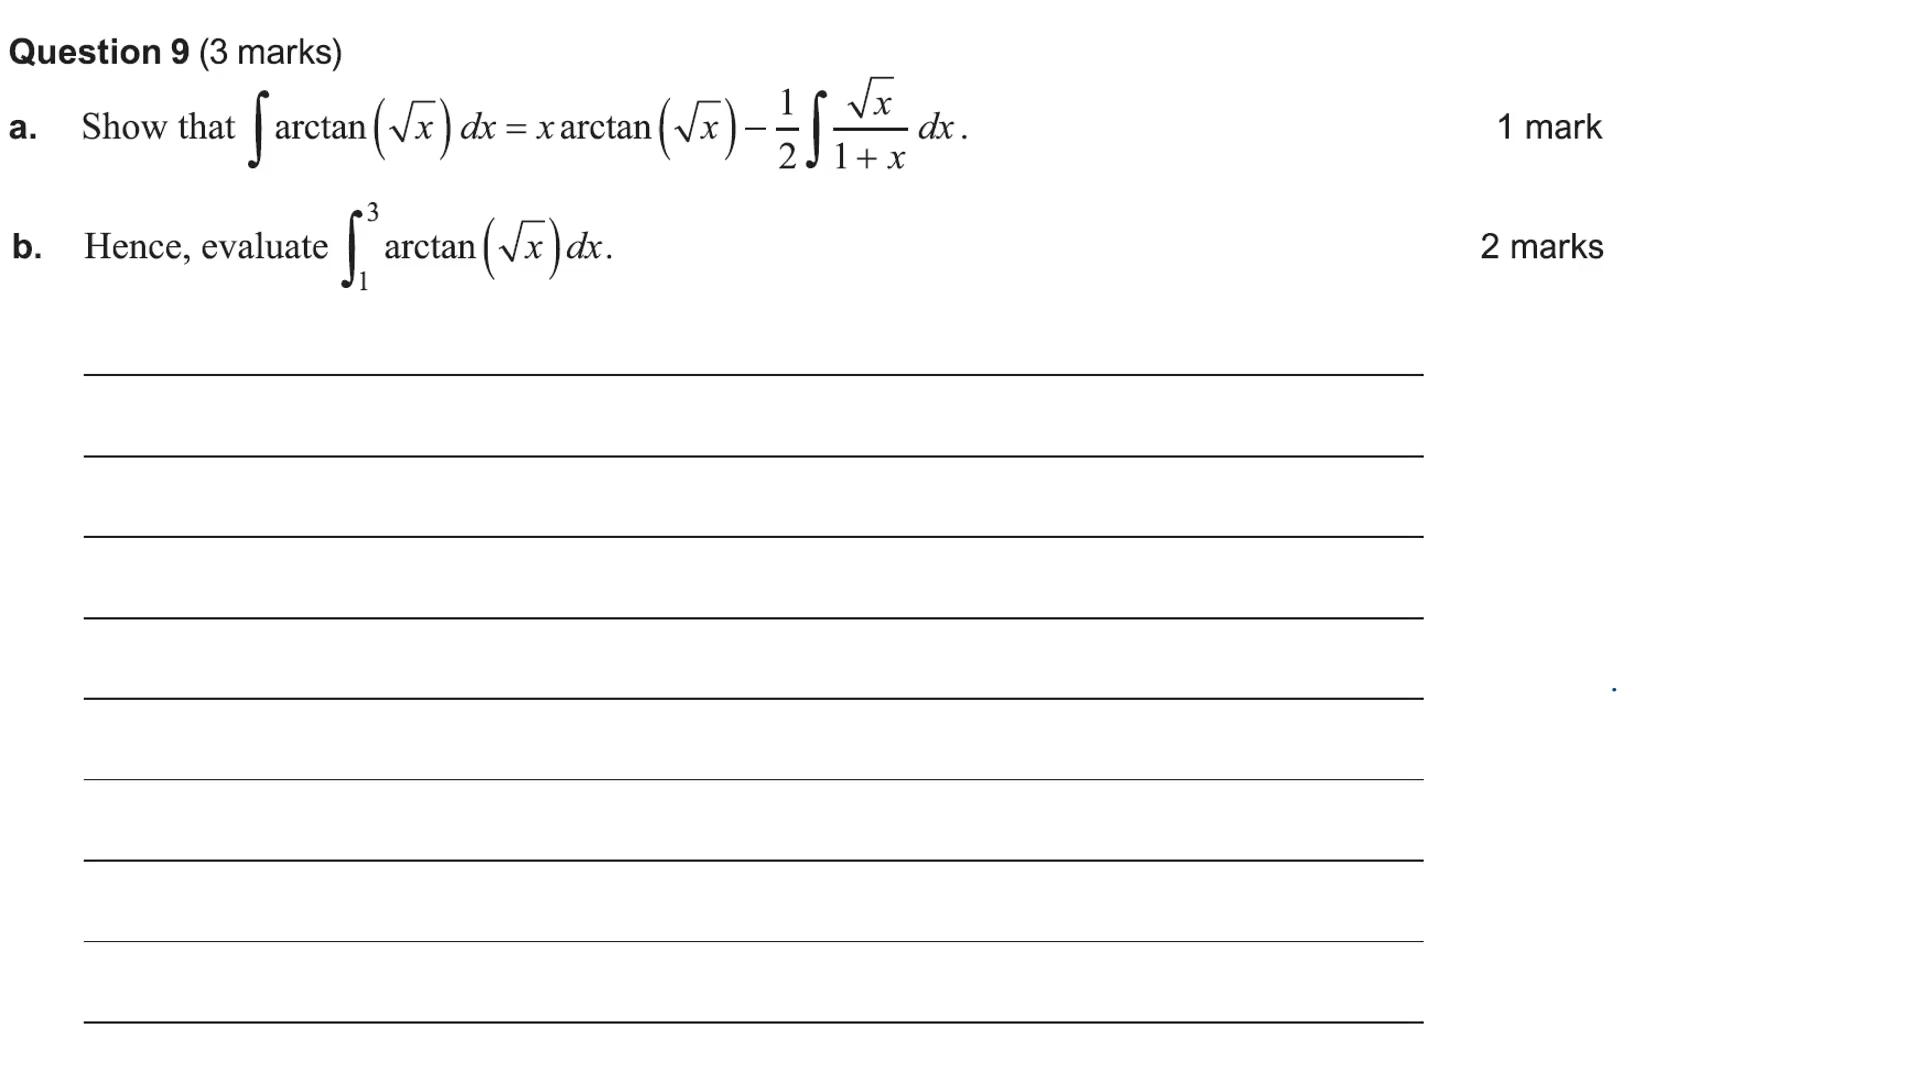 Question 9 (3 marks)
a. Show that ∫ arctan(√x) dx = x arctan(√x) − 1/2 ∫ √x/(1 + x) dx. 1 mark
b. Hence, evaluate ∫₁³ arctan(√x) dx. 2 marks